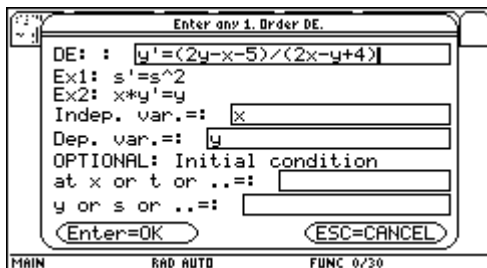 Enter any 1. Order DE.
DE: : y'=(2y-x-5)/(2x-y+4)
Ex1: s'=s^2
Ex2: x*y'=y
Indep. var.=: x
Dep. var.=: y
OPTIONAL: Initial condition
at x or t or ..=:
y or s or ..=:
Enter=OK ESC=CANCEL
MAIN RAD AUTO FUNC 0/30